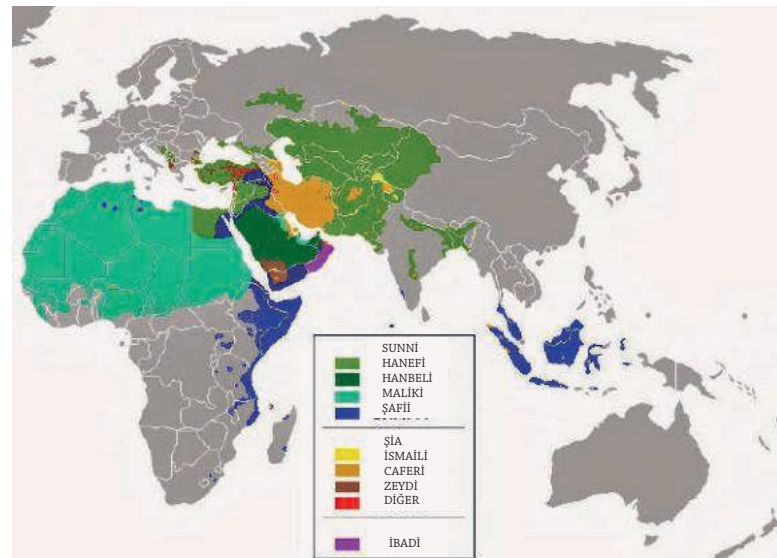 SUNNİ
HANEFİ
HANBELİ
MALİKİ
ŞAFİİ
ŞİA
İSMAİLİ
CAFERİ
ZEYDİ
DİĞER
İBADİ